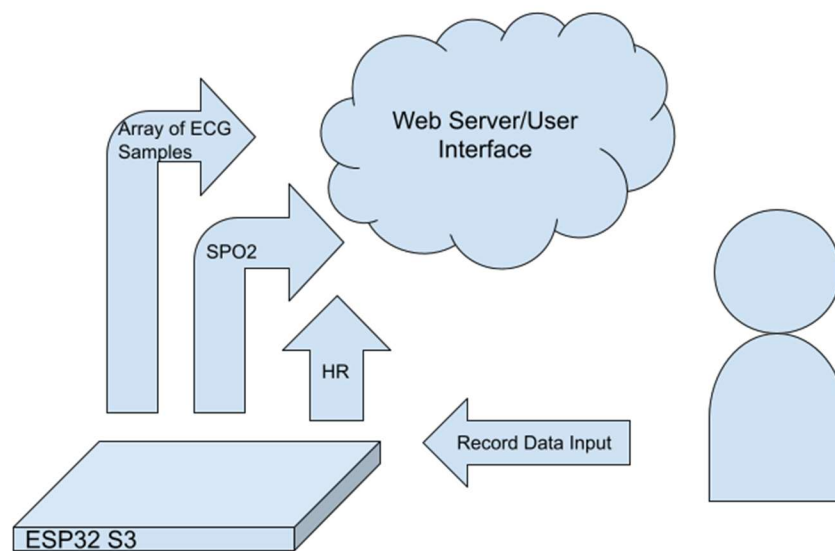 Array of ECG
Samples
Web Server/User
Interface
SPO2
HR
Record Data Input
ESP32 S3